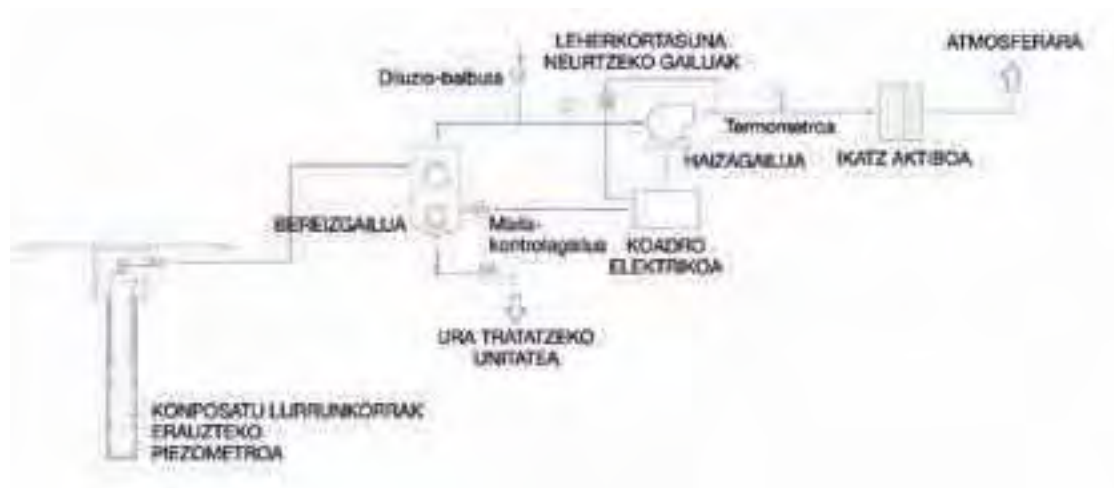 LEHERKORTASUNA
NEURTZEKO GAILUAK
ATMOSFERARA
Diluzio-balbula
Termometroa
HAIZAGAILUA
IKATZ AKTIBOA
BEREIZGAILUA
Maila-
kontrolagailua
KOADRO
ELEKTRIKOA
URA TRATATZEKO
UNITATEA
KONPOSATU LURRUNKORRAK
ERAUZTEKO
PIEZOMETROA